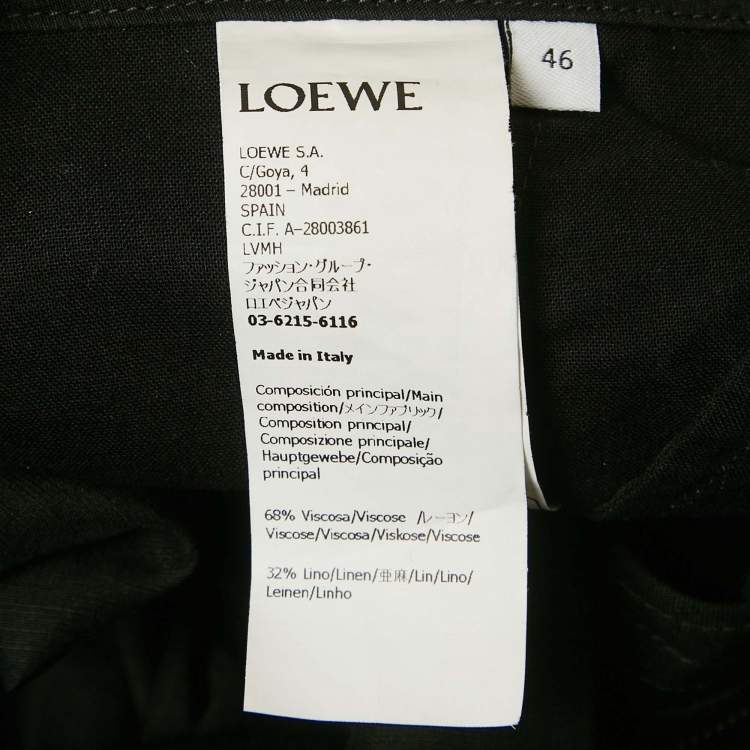 LOEWE
46
LOEWE S.A.
C/Goya, 4
28001 – Madrid
SPAIN
C.I.F. A-28003861
LVMH
ファッション・グループ・
ジャパン合同会社
ロエベジャパン
03-6215-6116
Made in Italy
Composición principal/Main
composition/メインファブリック/
Composition principal/
Composizione principale/
Hauptgewebe/Composição
principal
68% Viscosa/Viscose /レーヨン/
Viscose/Viscosa/Viskose/Viscose
32% Lino/Linen/亜麻/Lin/Lino/
Leinen/Linho